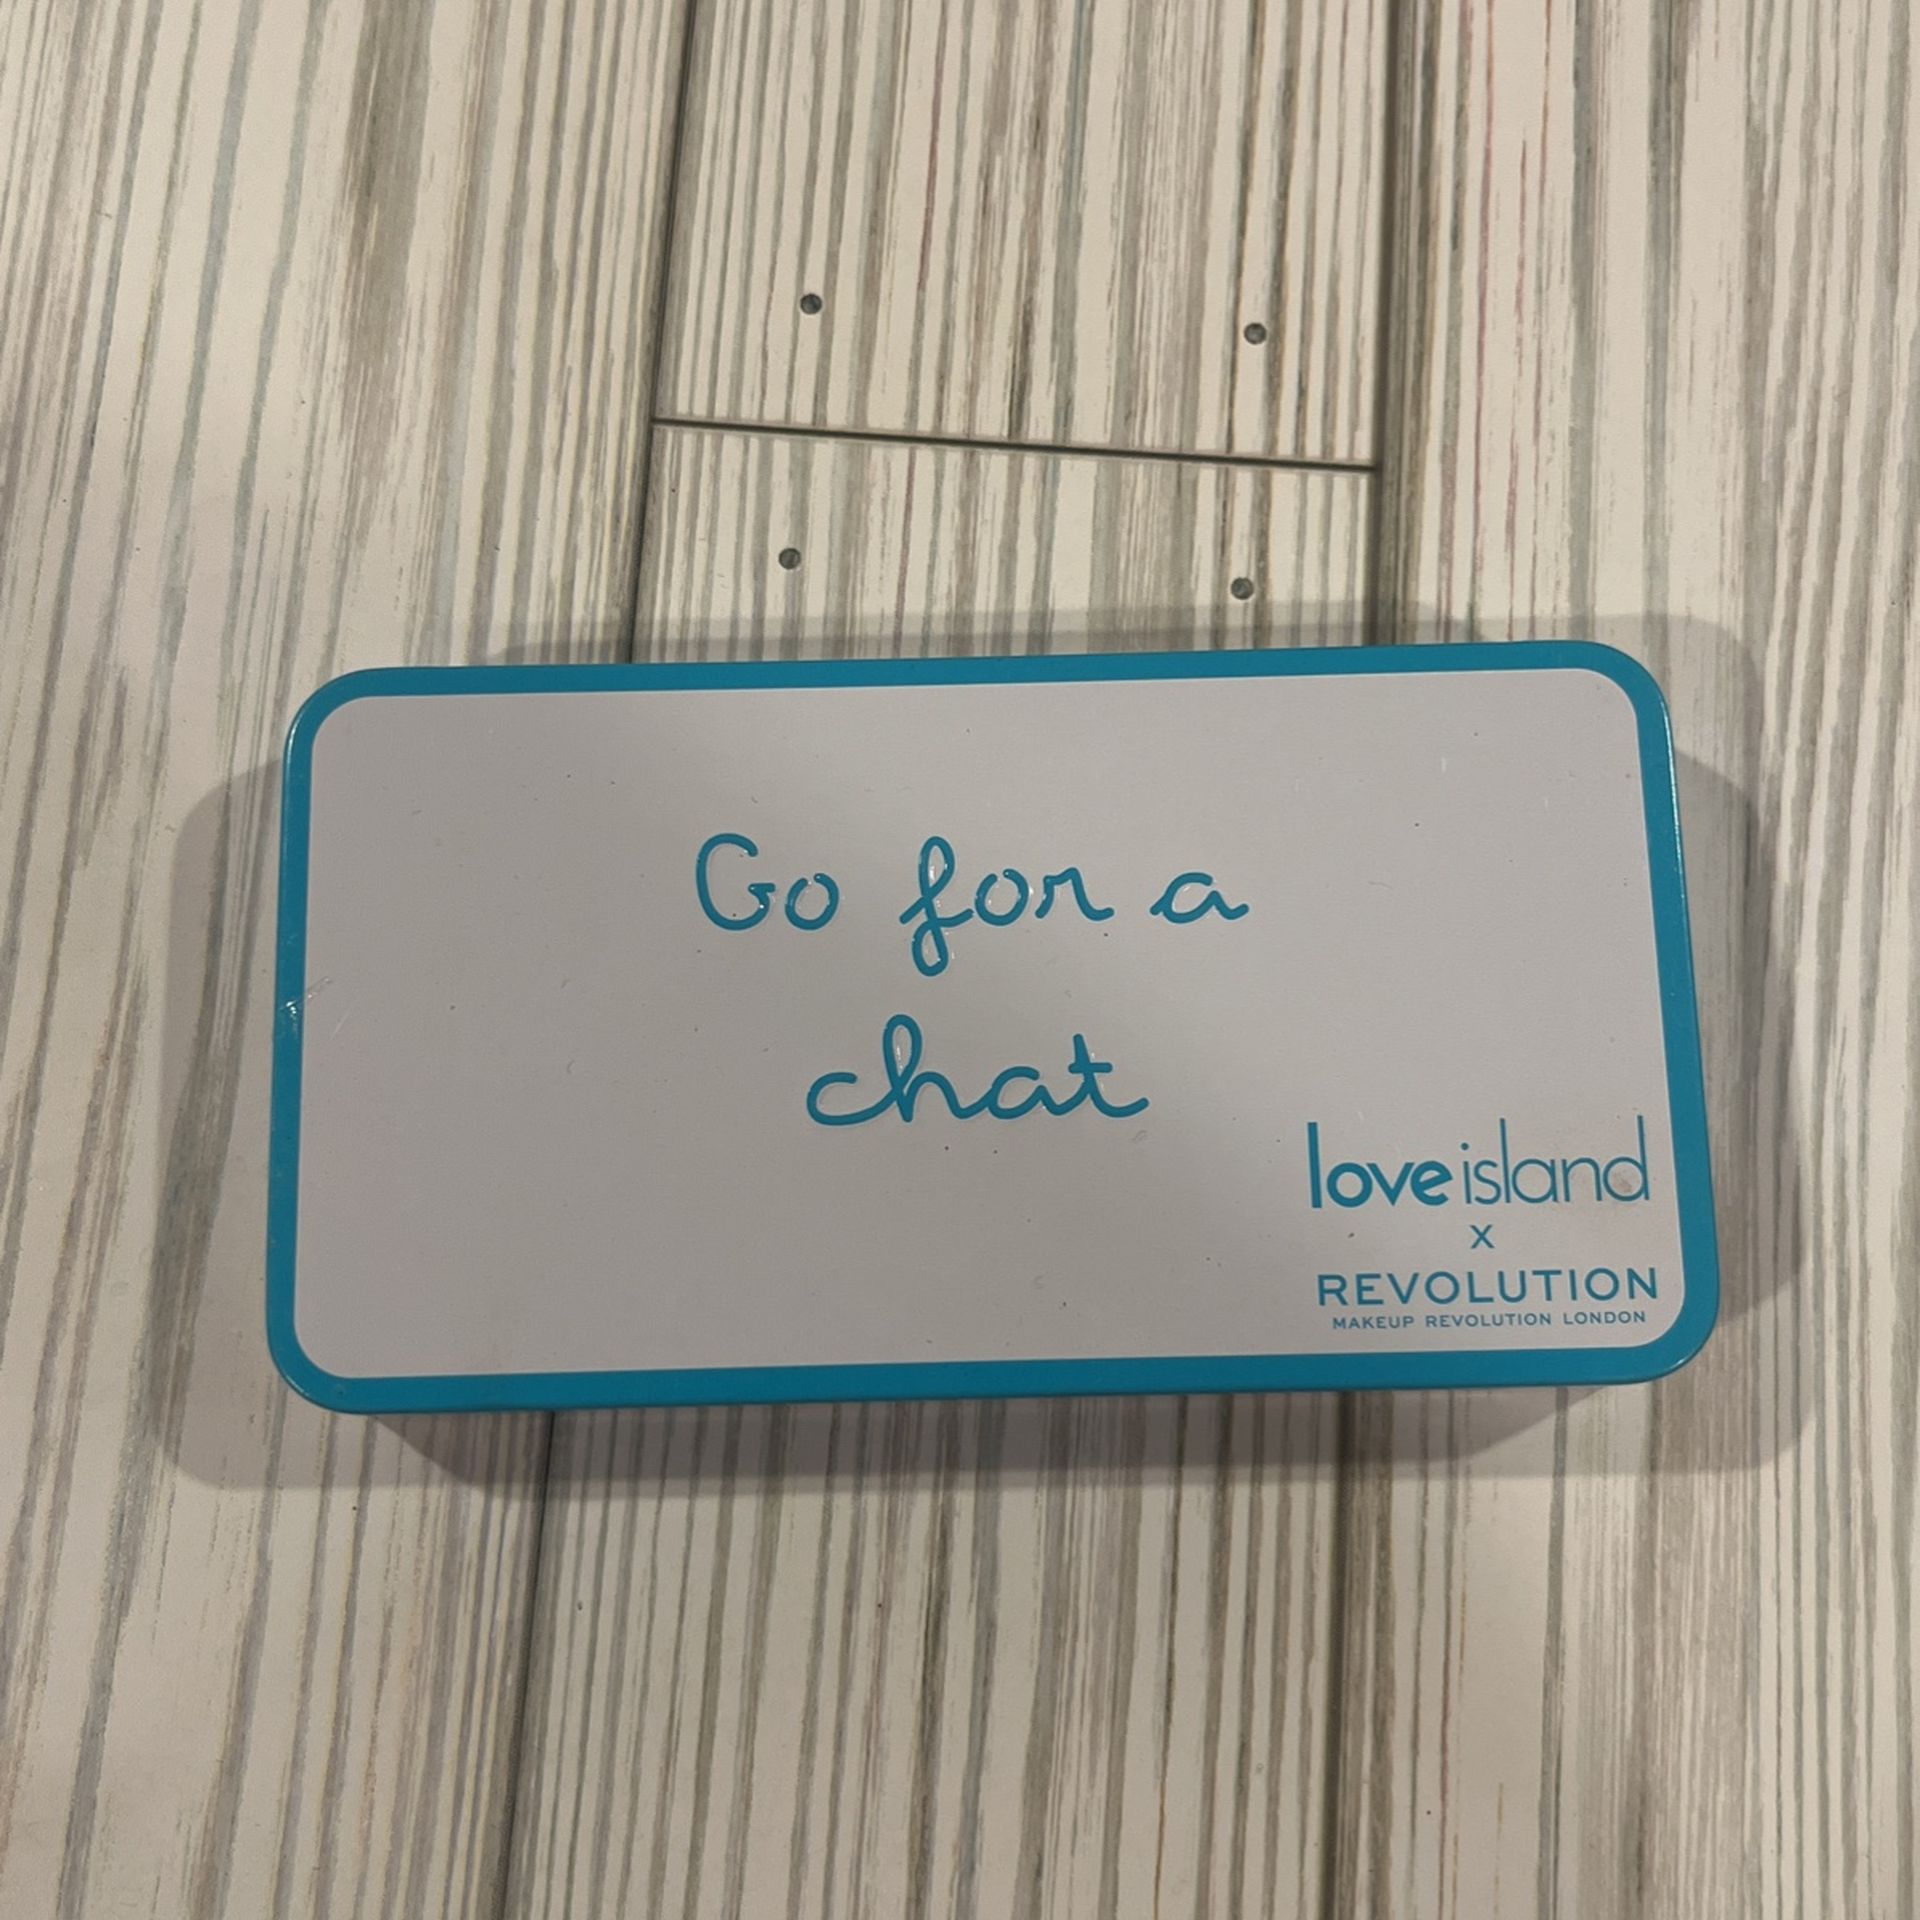 Go for a
chat
love island
x
REVOLUTION
MAKEUP REVOLUTION LONDON